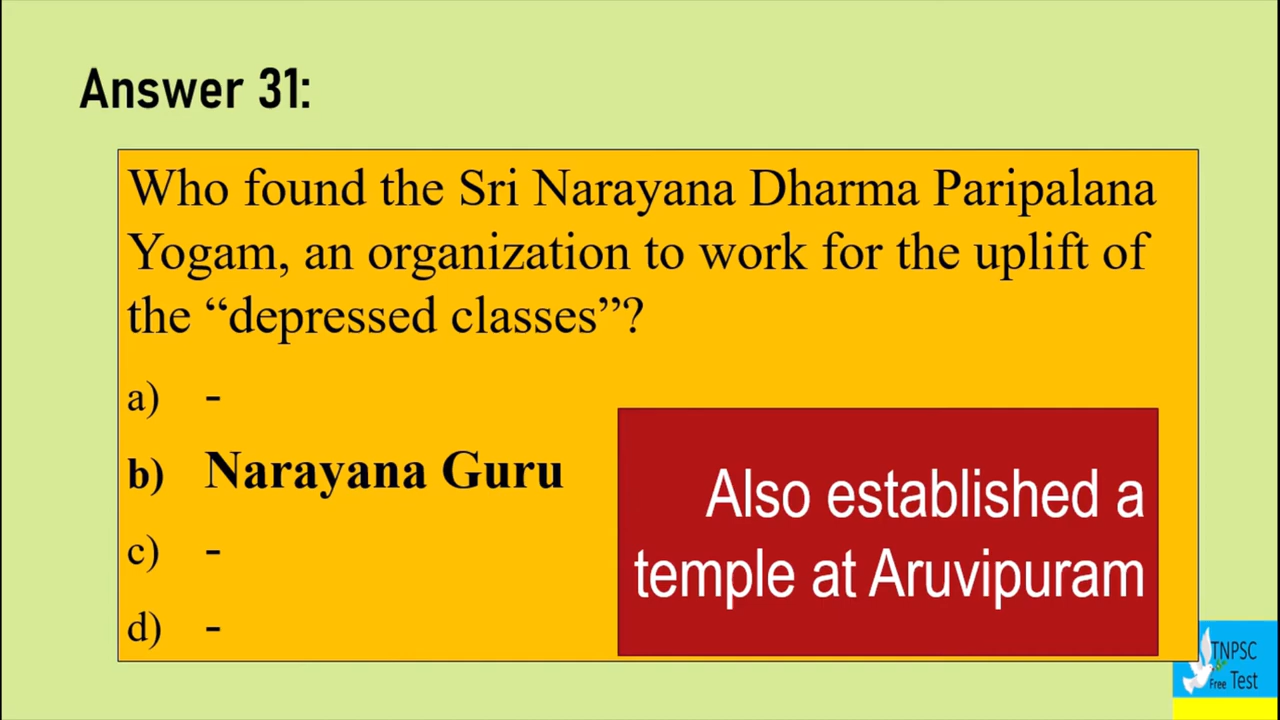 Answer 31:
Who found the Sri Narayana Dharma Paripalana
Yogam, an organization to work for the uplift of
the “depressed classes”?
a) -
b) Narayana Guru
c) -
d) -
Also established a
temple at Aruvipuram
TNPSC
Free Test